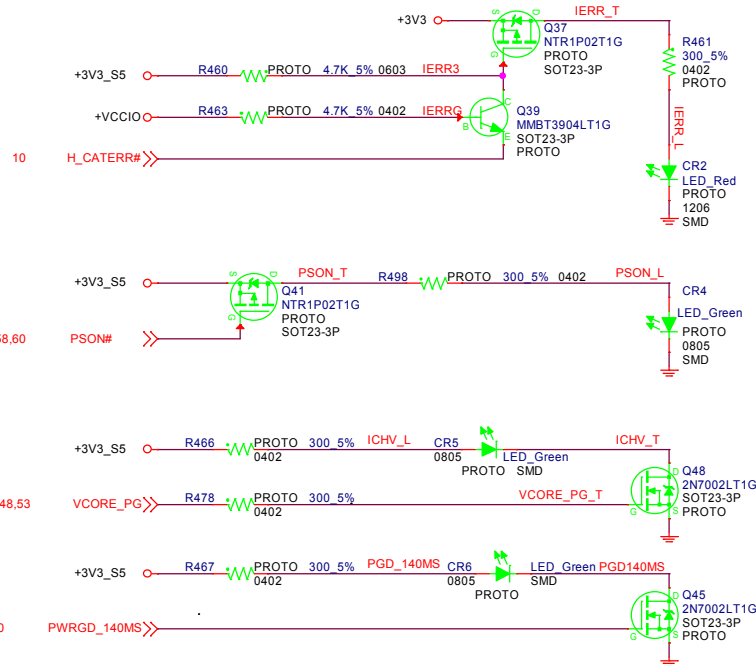 +3V3
S
D
IERR_T
Q37
NTR1P02T1G
PROTO
SOT23-3P
G
R461
300_5%
0402
PROTO
+3V3_S5
R460
PROTO
4.7K_5%
0603
IERR3
+VCCIO
R463
PROTO
4.7K_5%
0402
IERRG
B
C
E
Q39
MMBT3904LT1G
SOT23-3P
PROTO
IERR_L
10
H_CATERR#
CR2
LED_Red
PROTO
1206
SMD
+3V3_S5
S
D
PSON_T
R498
PROTO
300_5%
0402
PSON_L
CR4
G
Q41
NTR1P02T1G
PROTO
SOT23-3P
LED_Green
PROTO
0805
SMD
8,60
PSON#
+3V3_S5
R466
PROTO
300_5%
0402
ICHV_L
CR5
0805
LED_Green
PROTO
SMD
ICHV_T
D
Q48
2N7002LT1G
SOT23-3P
PROTO
G
S
48,53
VCORE_PG
R478
PROTO
300_5%
0402
VCORE_PG_T
+3V3_S5
R467
PROTO
300_5%
0402
PGD_140MS
CR6
0805
LED_Green
PROTO
SMD
PGD140MS
D
Q45
2N7002LT1G
SOT23-3P
PROTO
G
S
0
PWRGD_140MS